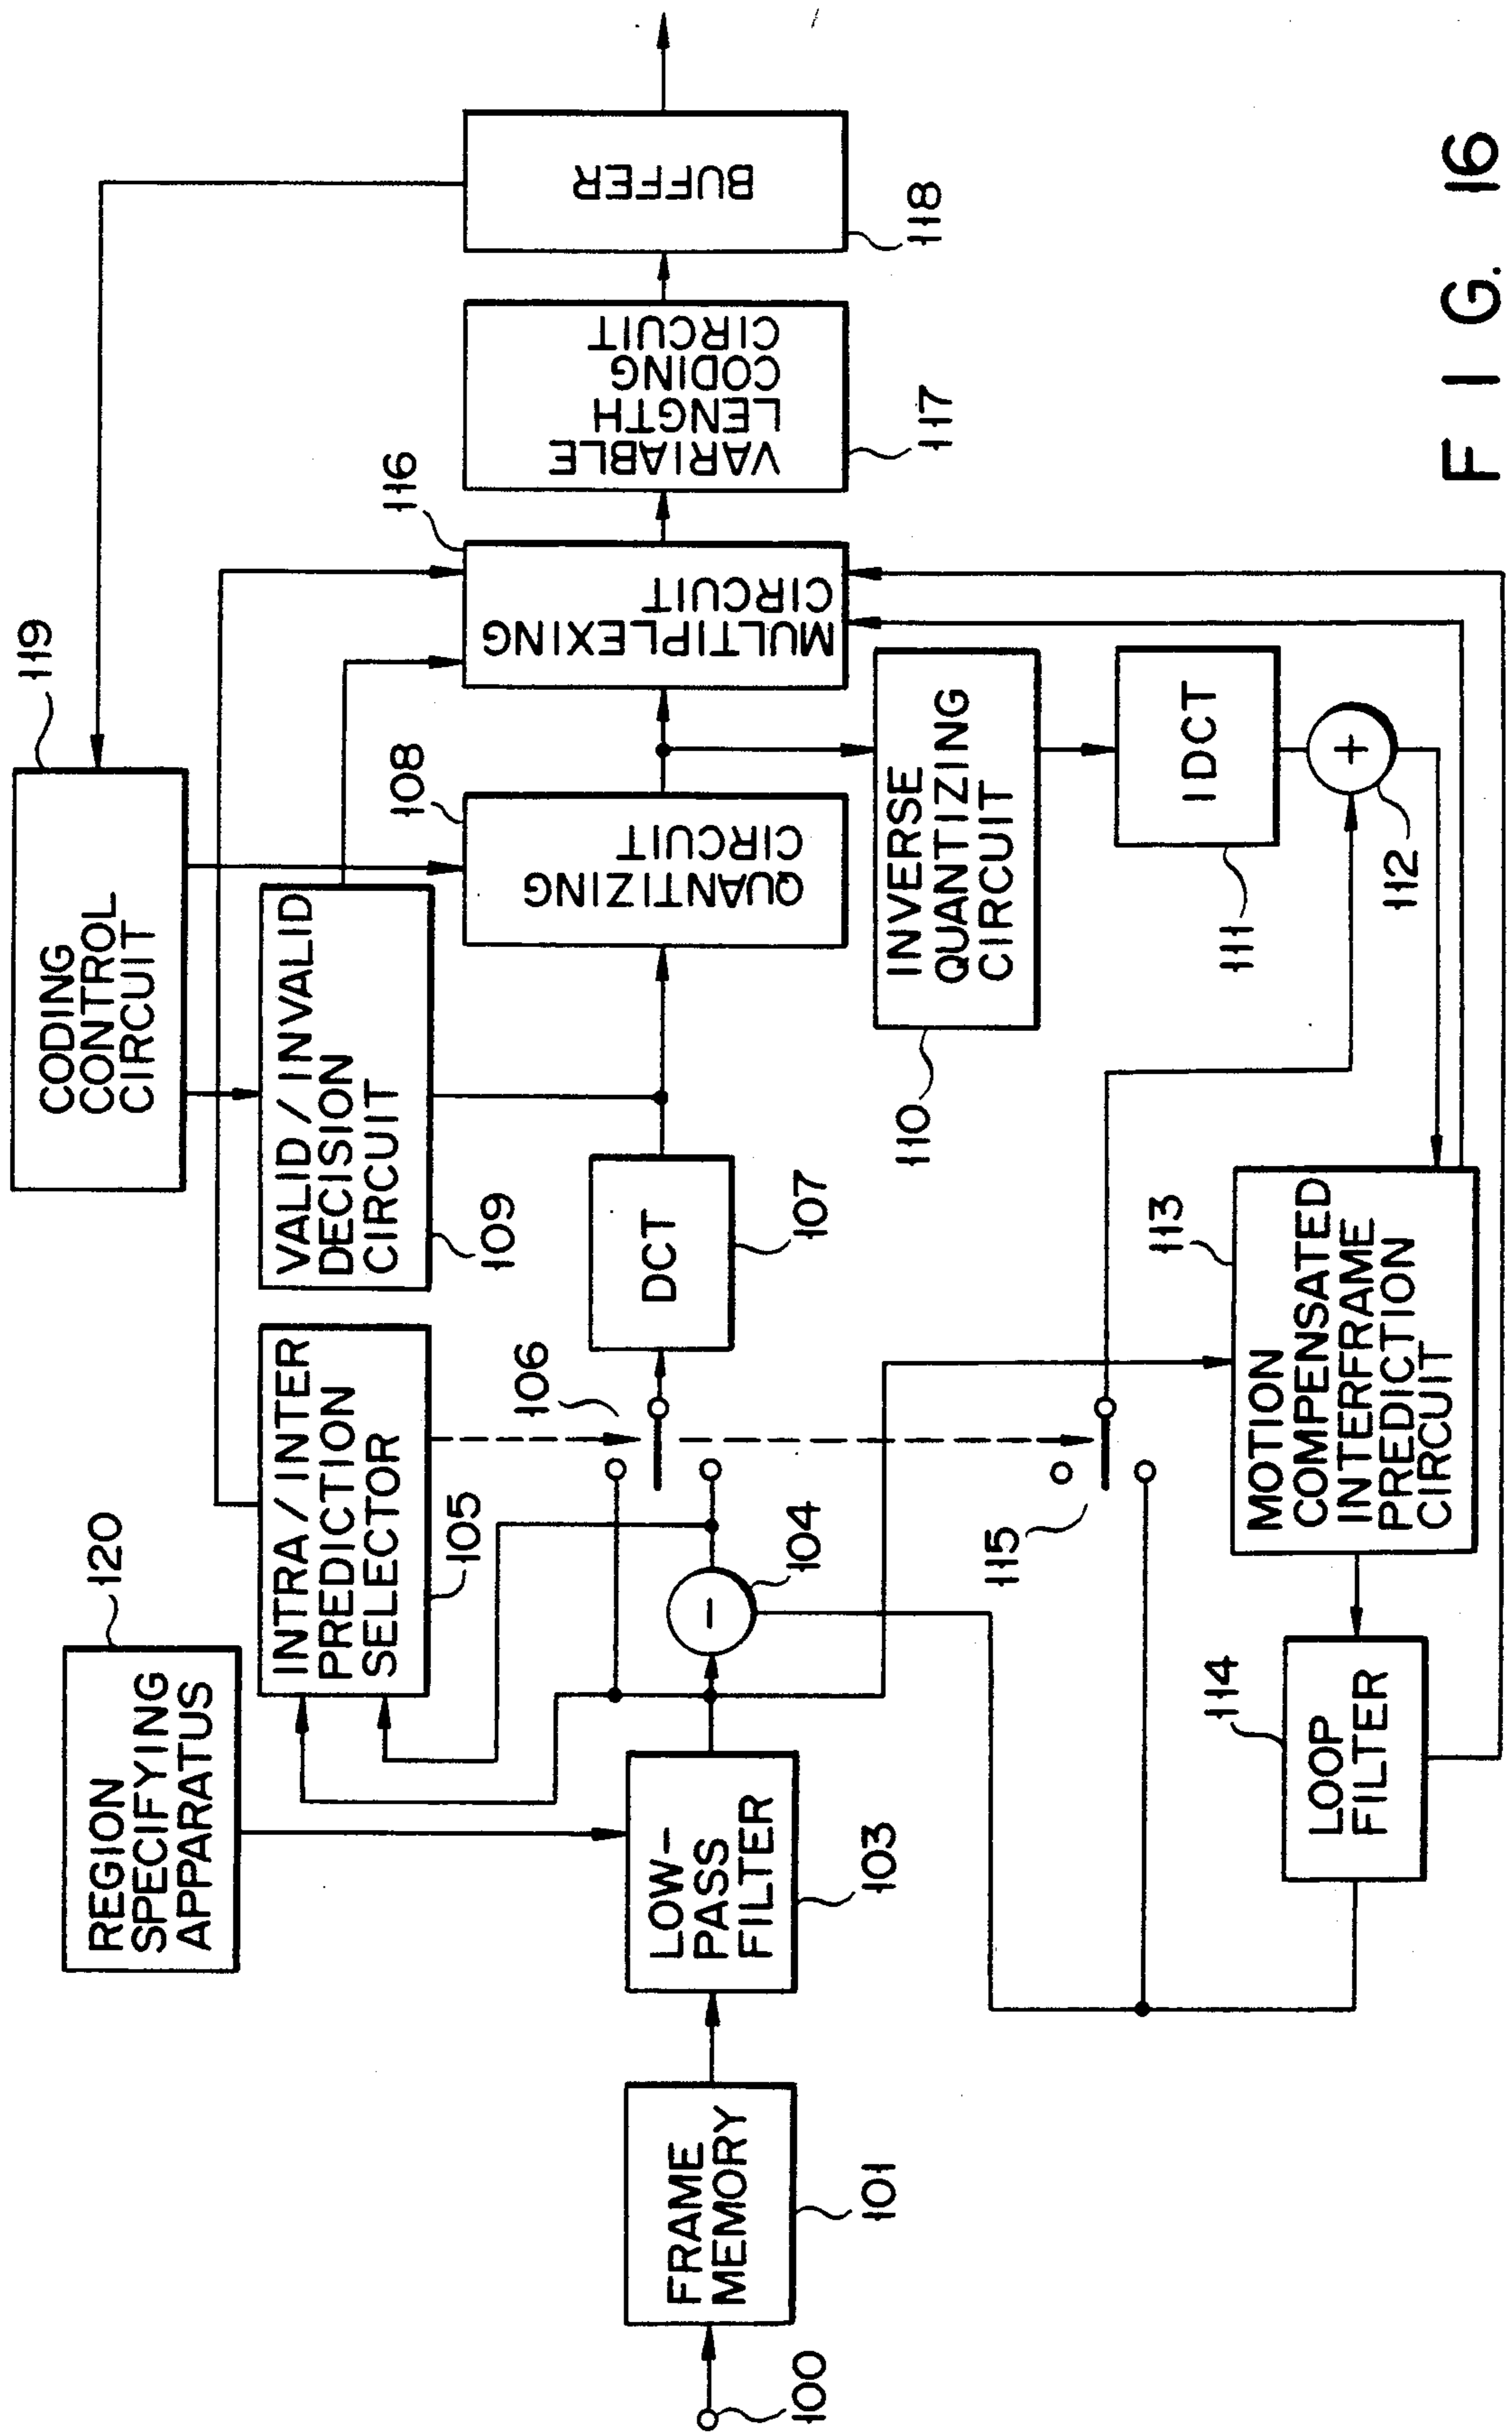 119
CODING
CONTROL
CIRCUIT
120
REGION
SPECIFYING
APPARATUS
INTRA / INTER
PREDICTION
SELECTOR
105
VALID / INVALID
DECISION
CIRCUIT
109
116
108
106
100
FRAME
MEMORY
101
LOW-
PASS
FILTER
103
-
104
DCT
107
QUANTIZING
CIRCUIT
MULTIPLEXING
CIRCUIT
VARIABLE
LENGTH
CODING
CIRCUIT
117
BUFFER
118
INVERSE
QUANTIZING
CIRCUIT
110
IDCT
111
+
112
115
113
MOTION
COMPENSATED
INTERFRAME
PREDICTION
CIRCUIT
114
LOOP
FILTER
FIG. 16